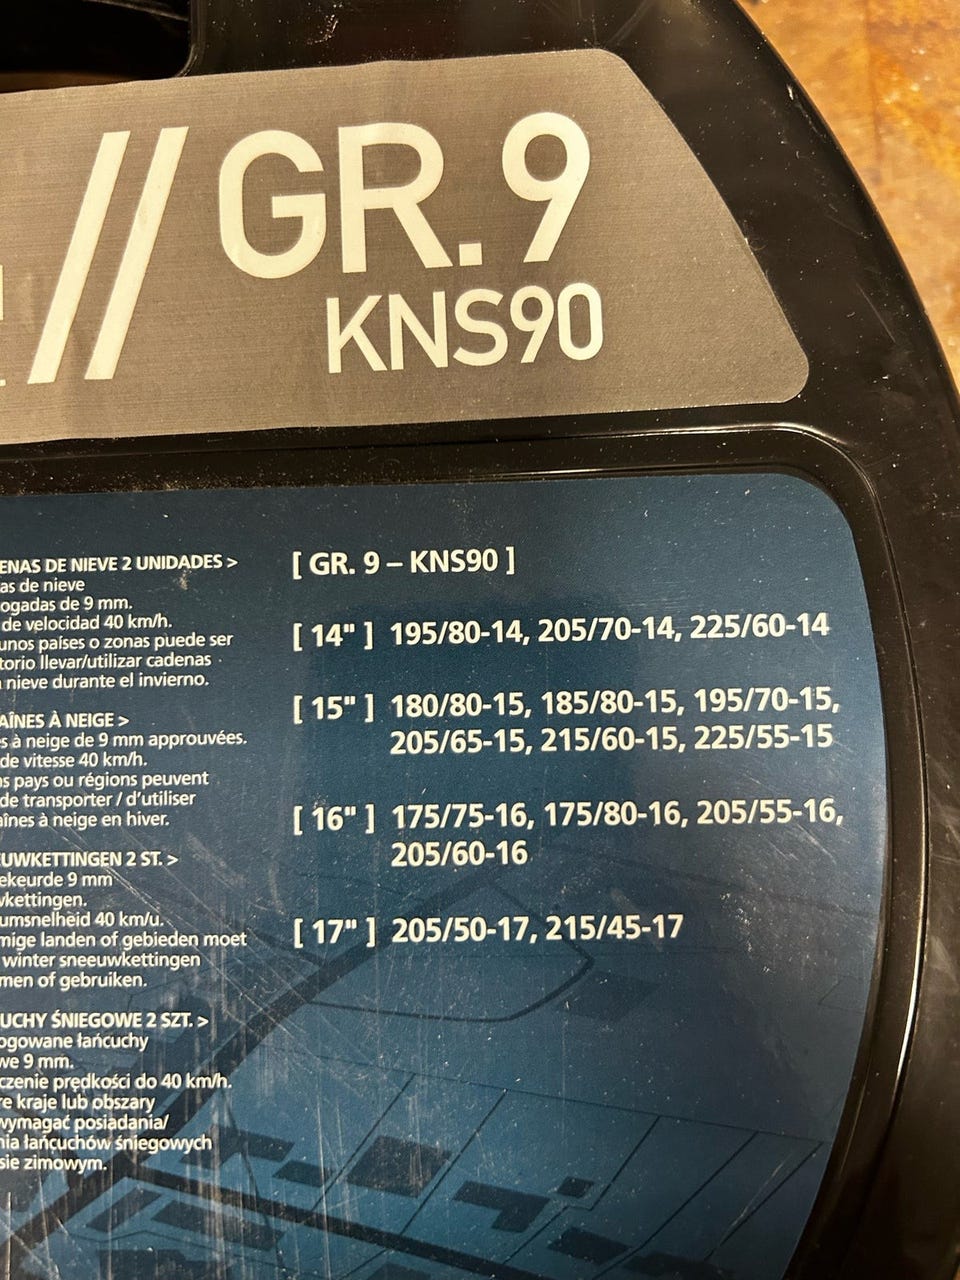 // GR. 9
KNS90
[ GR. 9 – KNS90 ]
[ 14" ] 195/80-14, 205/70-14, 225/60-14
[ 15" ] 180/80-15, 185/80-15, 195/70-15,
205/65-15, 215/60-15, 225/55-15
[ 16" ] 175/75-16, 175/80-16, 205/55-16,
205/60-16
[ 17" ] 205/50-17, 215/45-17
ENAS DE NIEVE 2 UNIDADES >
as de nieve
ogadas de 9 mm.
de velocidad 40 km/h.
unos países o zonas puede ser
torio llevar/utilizar cadenas
nieve durante el invierno.
AÎNES À NEIGE >
s à neige de 9 mm approuvées.
de vitesse 40 km/h.
s pays ou régions peuvent
de transporter / d'utiliser
aînes à neige en hiver.
EUWKETTINGEN 2 ST. >
ekeurde 9 mm
wkettingen.
umsnelheid 40 km/u.
mige landen of gebieden moet
winter sneeuwkettingen
men of gebruiken.
UCHY ŚNIEGOWE 2 SZT. >
ogowane łańcuchy
we 9 mm.
czenie prędkości do 40 km/h.
re kraje lub obszary
wymagać posiadania/
nia łańcuchów śniegowych
sie zimowym.